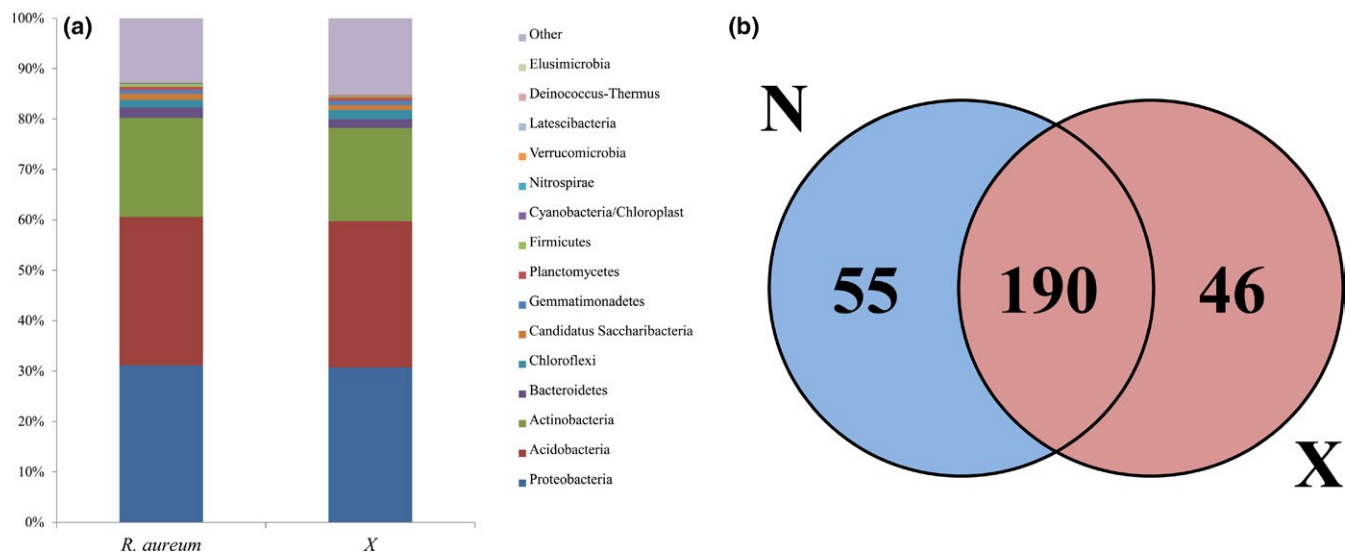 (a)
100%
90%
80%
70%
60%
50%
40%
30%
20%
10%
0%
R. aureum
X
Other
Elusimicrobia
Deinococcus-Thermus
Latescibacteria
Verrucomicrobia
Nitrospirae
Cyanobacteria/Chloroplast
Firmicutes
Planctomycetes
Gemmatimonadetes
Candidatus Saccharibacteria
Chloroflexi
Bacteroidetes
Actinobacteria
Acidobacteria
Proteobacteria
(b)
N
55
190
46
X